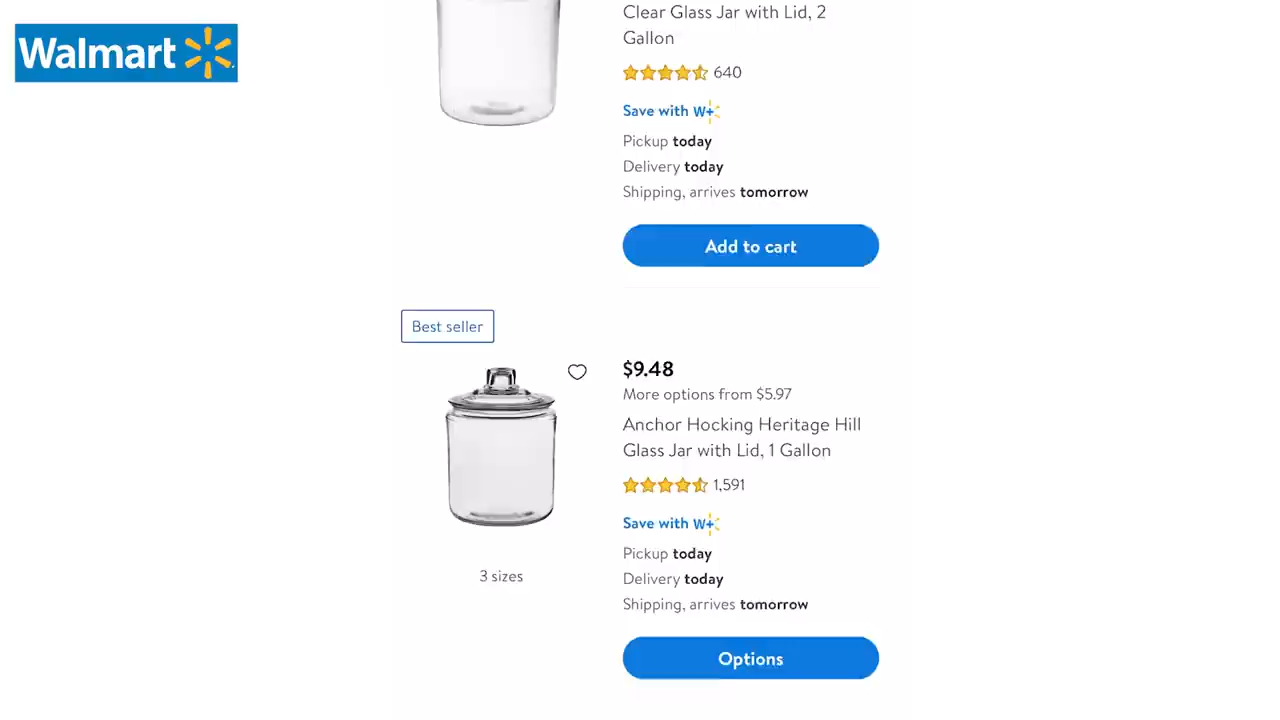 Walmart
Clear Glass Jar with Lid, 2
Gallon
640
Save with W+
Pickup today
Delivery today
Shipping, arrives tomorrow
Add to cart
Best seller
$9.48
More options from $5.97
Anchor Hocking Heritage Hill
Glass Jar with Lid, 1 Gallon
1,591
Save with W+
Pickup today
3 sizes
Delivery today
Shipping, arrives tomorrow
Options